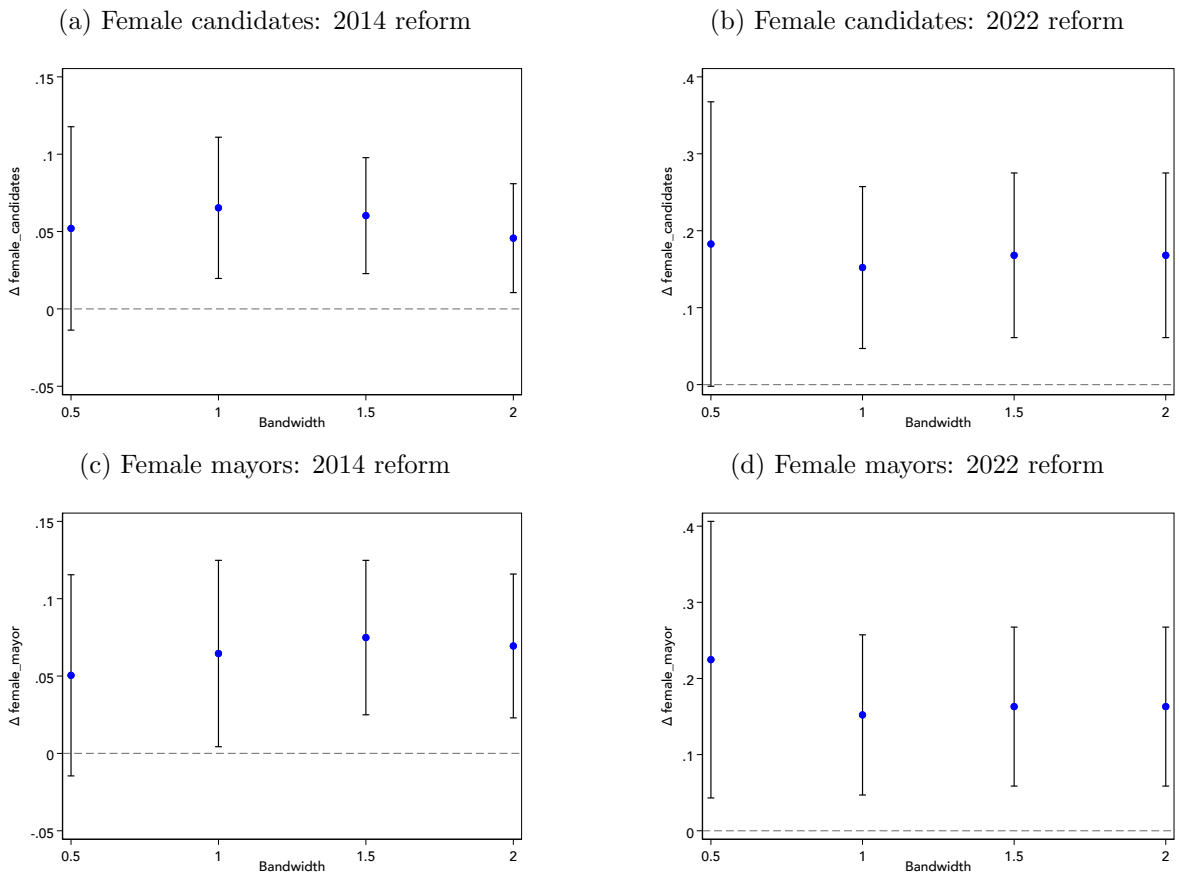 (a) Female candidates: 2014 reform
.15
.1
.05
0
-.05
Δ female_candidates
0.5 1 1.5 2
Bandwidth
(b) Female candidates: 2022 reform
.4
.3
.2
.1
0
Δ female_candidates
0.5 1 1.5 2
Bandwidth
(c) Female mayors: 2014 reform
.15
.1
.05
0
-.05
Δ female_mayor
0.5 1 1.5 2
Bandwidth
(d) Female mayors: 2022 reform
.4
.3
.2
.1
0
Δ female_mayor
0.5 1 1.5 2
Bandwidth